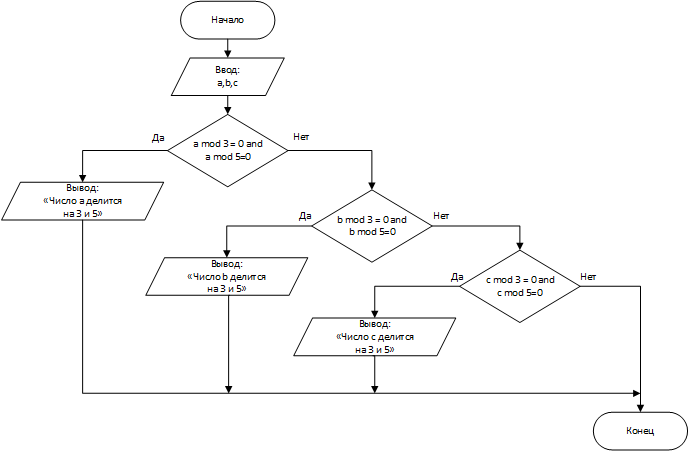 Начало
Ввод:
a,b,c
Да
a mod 3 = 0 and
a mod 5=0
Нет
Вывод:
«Число a делится
на 3 и 5»
Да
b mod 3 = 0 and
b mod 5=0
Нет
Вывод:
«Число b делится
на 3 и 5»
Да
c mod 3 = 0 and
c mod 5=0
Нет
Вывод:
«Число c делится
на 3 и 5»
Конец